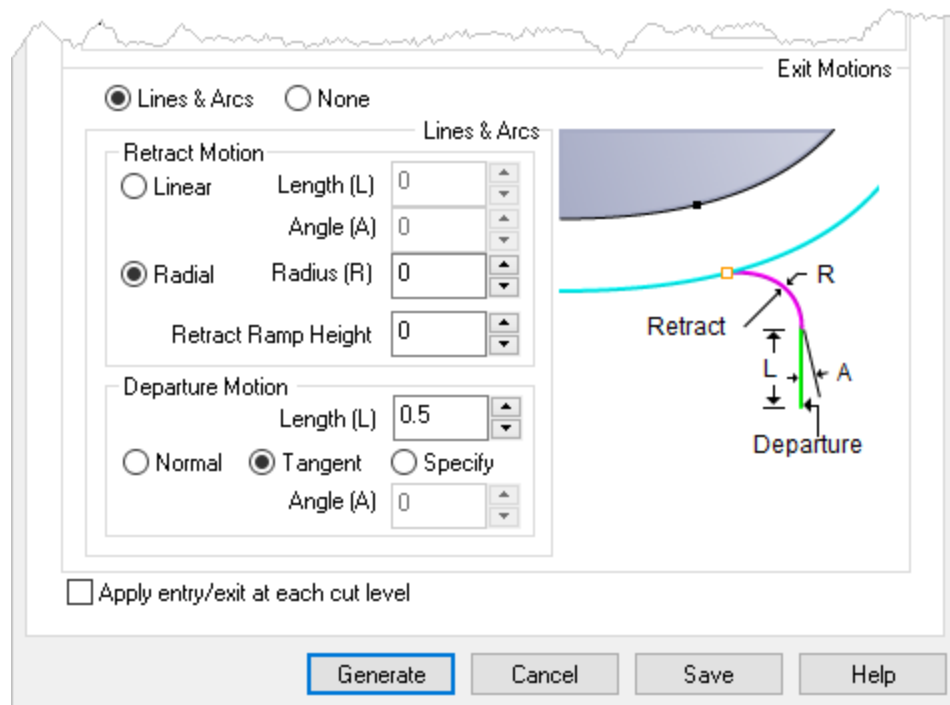 Exit Motions
Lines & Arcs None
Lines & Arcs
Retract Motion
Linear Length (L) 0
Angle (A) 0
Radial Radius (R) 0
Retract Ramp Height 0
Departure Motion
Length (L) 0.5
Normal Tangent Specify
Angle (A) 0
R
Retract
L
A
Departure
Apply entry/exit at each cut level
Generate Cancel Save Help